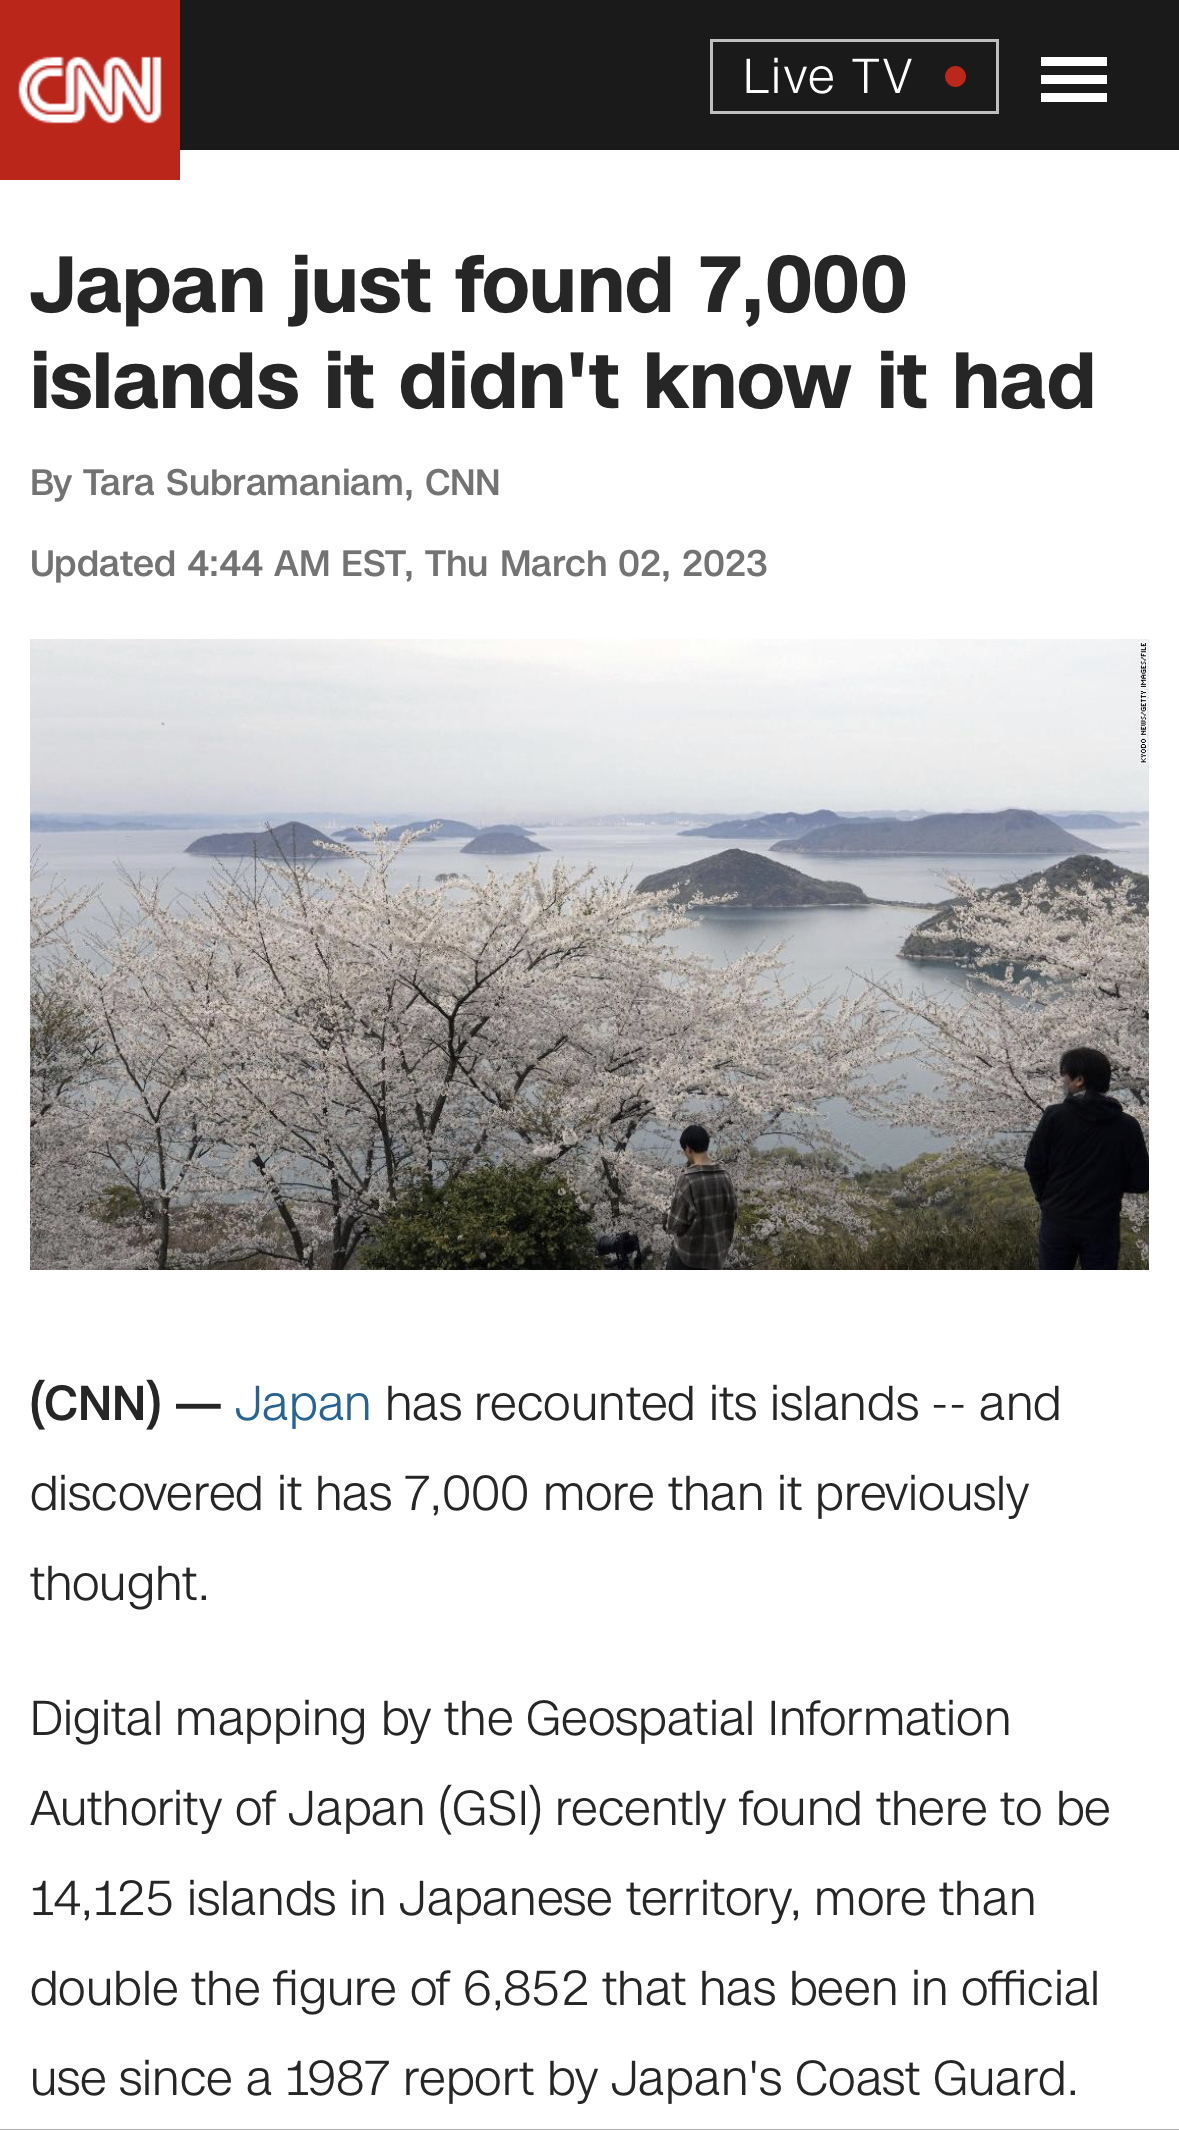 CNN
Live TV
Japan just found 7,000
islands it didn't know it had
By Tara Subramaniam, CNN
Updated 4:44 AM EST, Thu March 02, 2023
KYODO NEWS/GETTY IMAGES/FILE
(CNN) — Japan has recounted its islands -- and
discovered it has 7,000 more than it previously
thought.
Digital mapping by the Geospatial Information
Authority of Japan (GSI) recently found there to be
14,125 islands in Japanese territory, more than
double the figure of 6,852 that has been in official
use since a 1987 report by Japan's Coast Guard.